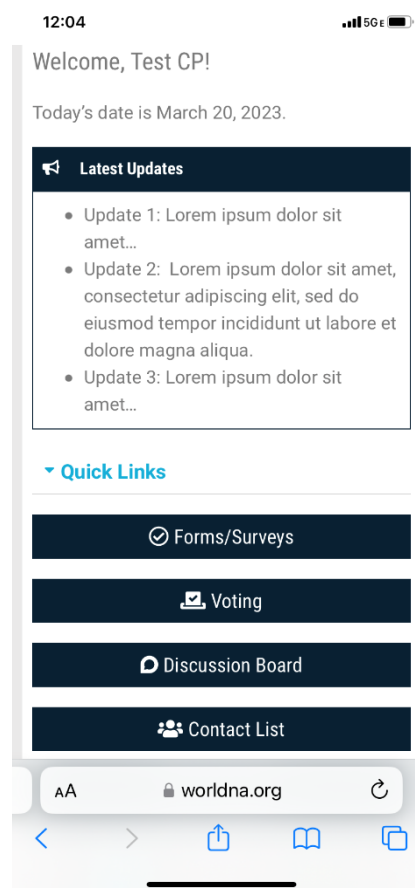 12:04
5G E
Welcome, Test CP!
Today’s date is March 20, 2023.
Latest Updates
• Update 1: Lorem ipsum dolor sit
amet…
• Update 2:  Lorem ipsum dolor sit amet,
consectetur adipiscing elit, sed do
eiusmod tempor incididunt ut labore et
dolore magna aliqua.
• Update 3: Lorem ipsum dolor sit
amet…
Quick Links
Forms/Surveys
Voting
Discussion Board
Contact List
AA
worldna.org